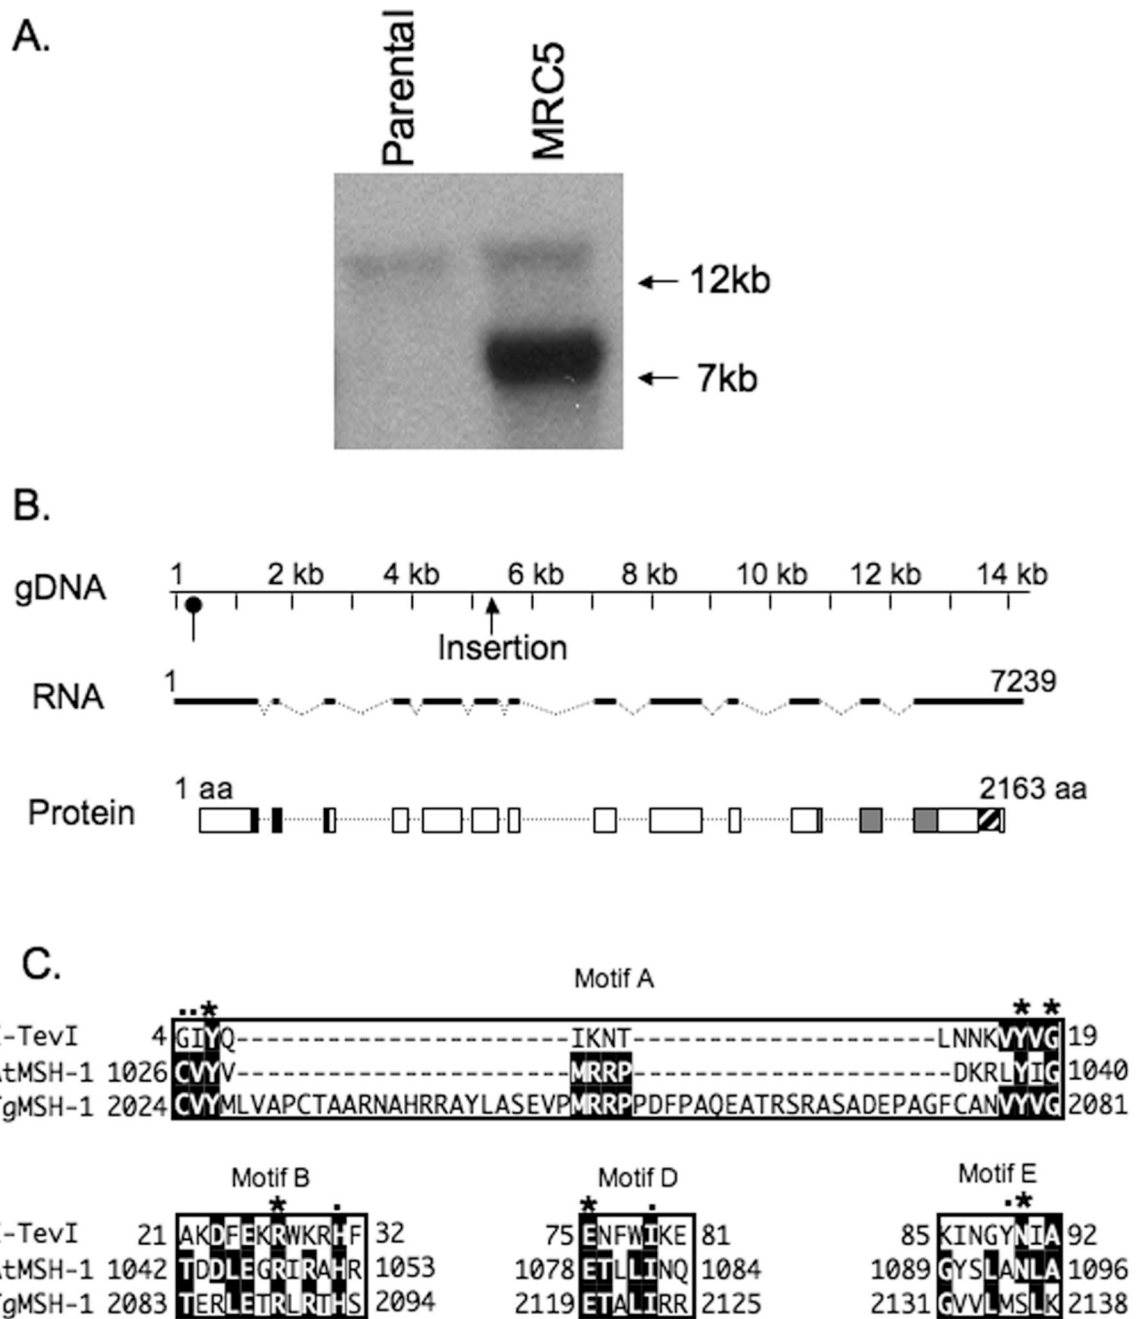 A.
Parental
MRC5
12kb
7kb
B.
gDNA
1 2 kb 4 kb 6 kb 8 kb 10 kb 12 kb 14 kb
Insertion
RNA
1 7239
Protein
1 aa 2163 aa
C.
Motif A
..* * *
I-TevI 4 GIYQ----------------------IKNT--------------------LNNKVYVG 19
AtMSH-1 1026 CVYV----------------------MRRP---------------------DKRLYIG 1040
TgMSH-1 2024 CVYMLVAPCTAARNAHRRAYLASEVPMRRPPDFPAQEATRSRASADEPAGFCANVYVG 2081
Motif B Motif D Motif E
* . * . .*
I-TevI 21 AKDFEKRWKRHF 32 75 ENFWIKE 81 85 KINGYNIA 92
AtMSH-1 1042 TDDLEGRIRAHR 1053 1078 ETLLINQ 1084 1089 GYSLANLA 1096
TgMSH-1 2083 TERLETRLRTHS 2094 2119 ETALIRR 2125 2131 GVVLMSLK 2138